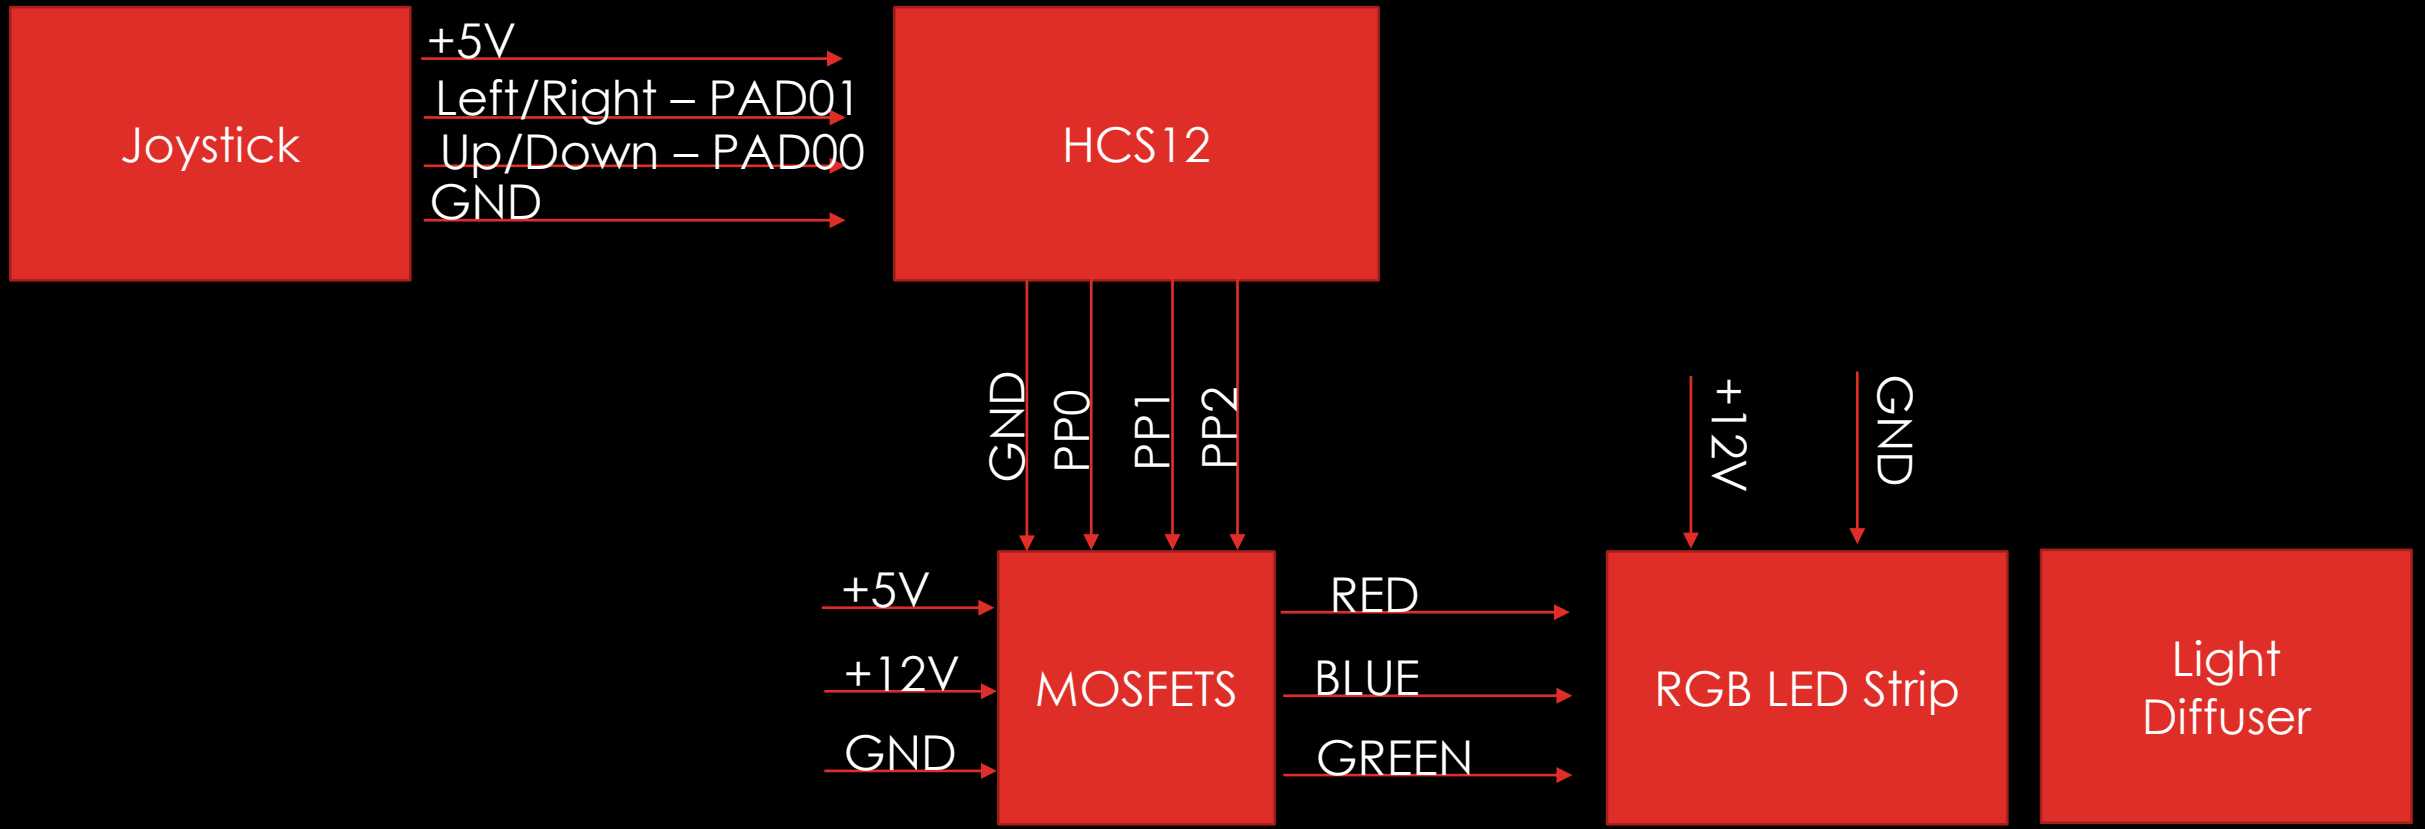 Joystick
+5V
Left/Right – PAD01
Up/Down – PAD00
GND
HCS12
GND
PP0
PP1
PP2
+12V
GND
+5V
+12V
GND
MOSFETS
RED
BLUE
GREEN
RGB LED Strip
Light
Diffuser